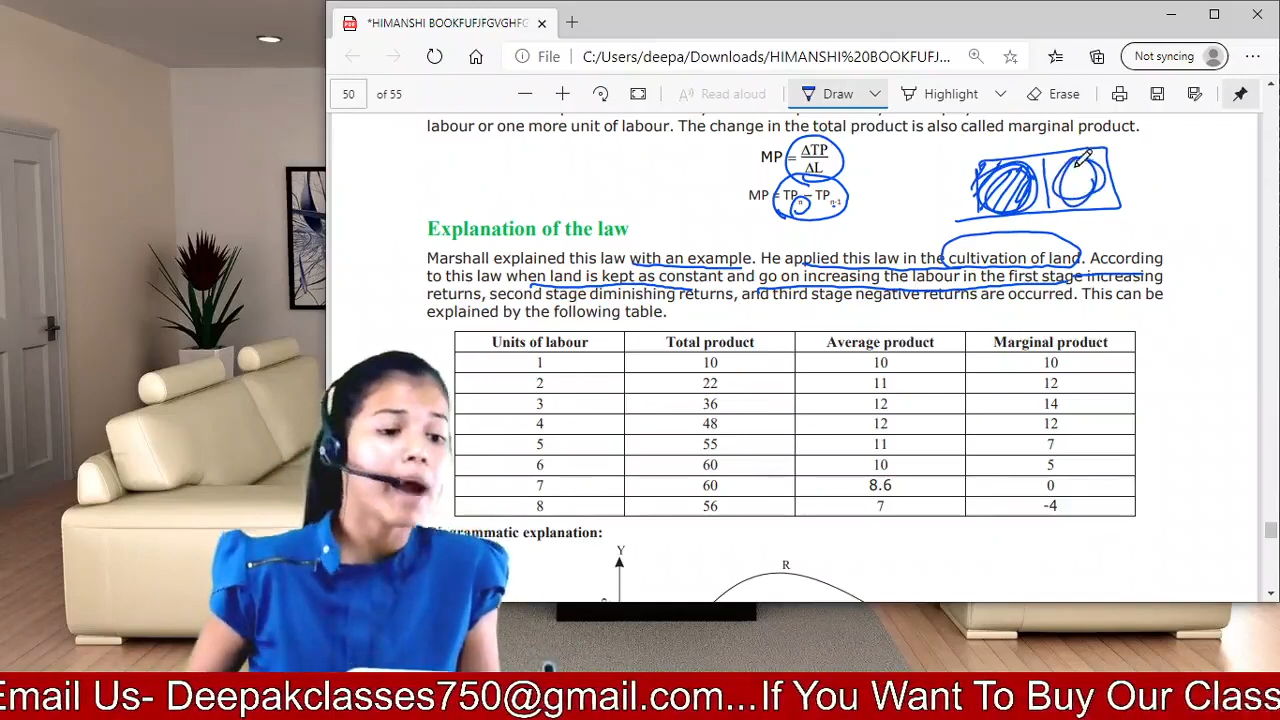 *HIMANSHI BOOKFUFJFGVGHFG
File C:/Users/deepa/Downloads/HIMANSHI%20BOOKFUFJ... Not syncing
50 of 55 Read aloud Draw Highlight Erase
labour or one more unit of labour. The change in the total product is also called marginal product.
MP = ΔTP/ΔL
MP = TPn – TPn-1
Explanation of the law
Marshall explained this law with an example. He applied this law in the cultivation of land. According
to this law when land is kept as constant and go on increasing the labour in the first stage increasing
returns, second stage diminishing returns, and third stage negative returns are occurred. This can be
explained by the following table.
Units of labour Total product Average product Marginal product
1 10 10 10
2 22 11 12
3 36 12 14
4 48 12 12
5 55 11 7
6 60 10 5
7 60 8.6 0
8 56 7 -4
explanation:
Y
R
Email Us- Deepakclasses750@gmail.com...If You Want To Buy Our Class